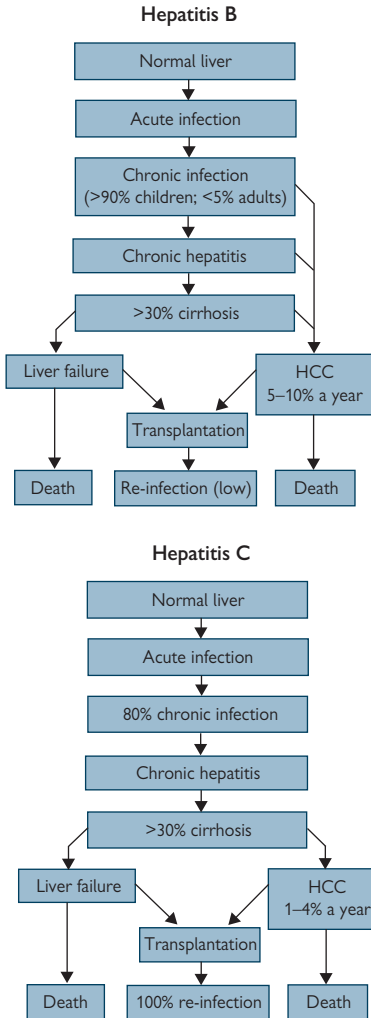 Hepatitis B
Normal liver
Acute infection
Chronic infection
(>90% children; <5% adults)
Chronic hepatitis
>30% cirrhosis
Liver failure
HCC
5–10% a year
Transplantation
Death
Re-infection (low)
Death
Hepatitis C
Normal liver
Acute infection
80% chronic infection
Chronic hepatitis
>30% cirrhosis
Liver failure
HCC
1–4% a year
Transplantation
Death
100% re-infection
Death